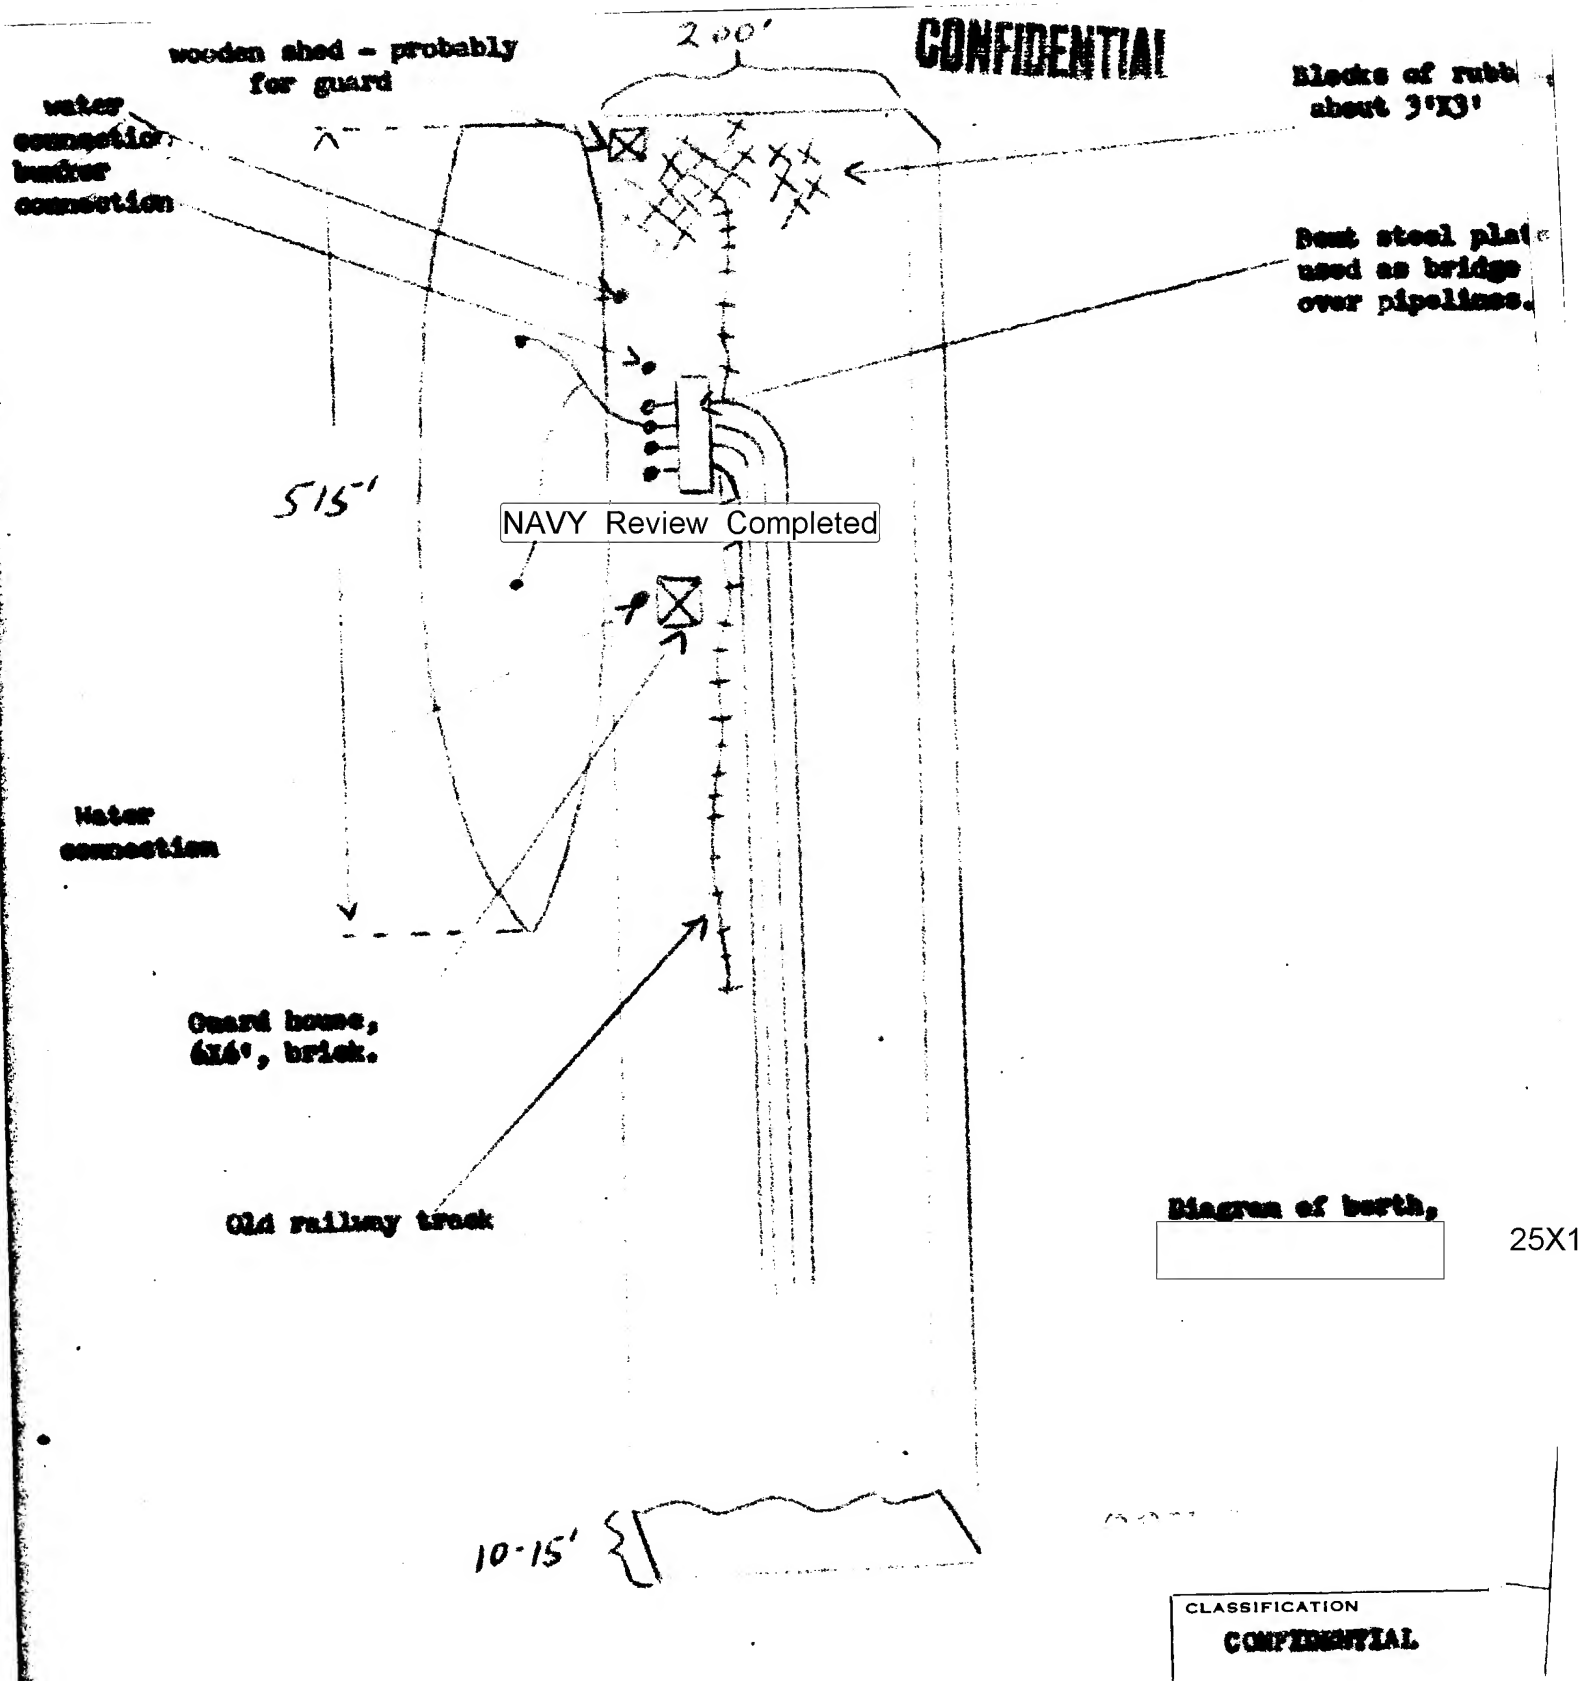 200'
CONFIDENTIAL
wooden shed - probably
for guard
water
connection
bunker
connection
Blocks of rubb
about 3'X3'
Bent steel plate
used as bridge
over pipelines.
515'
NAVY Review Completed
Water
connection
Guard house,
6X6', brick.
Old railway track
Diagram of berth,
25X1
10-15'
CLASSIFICATION
CONFIDENTIAL